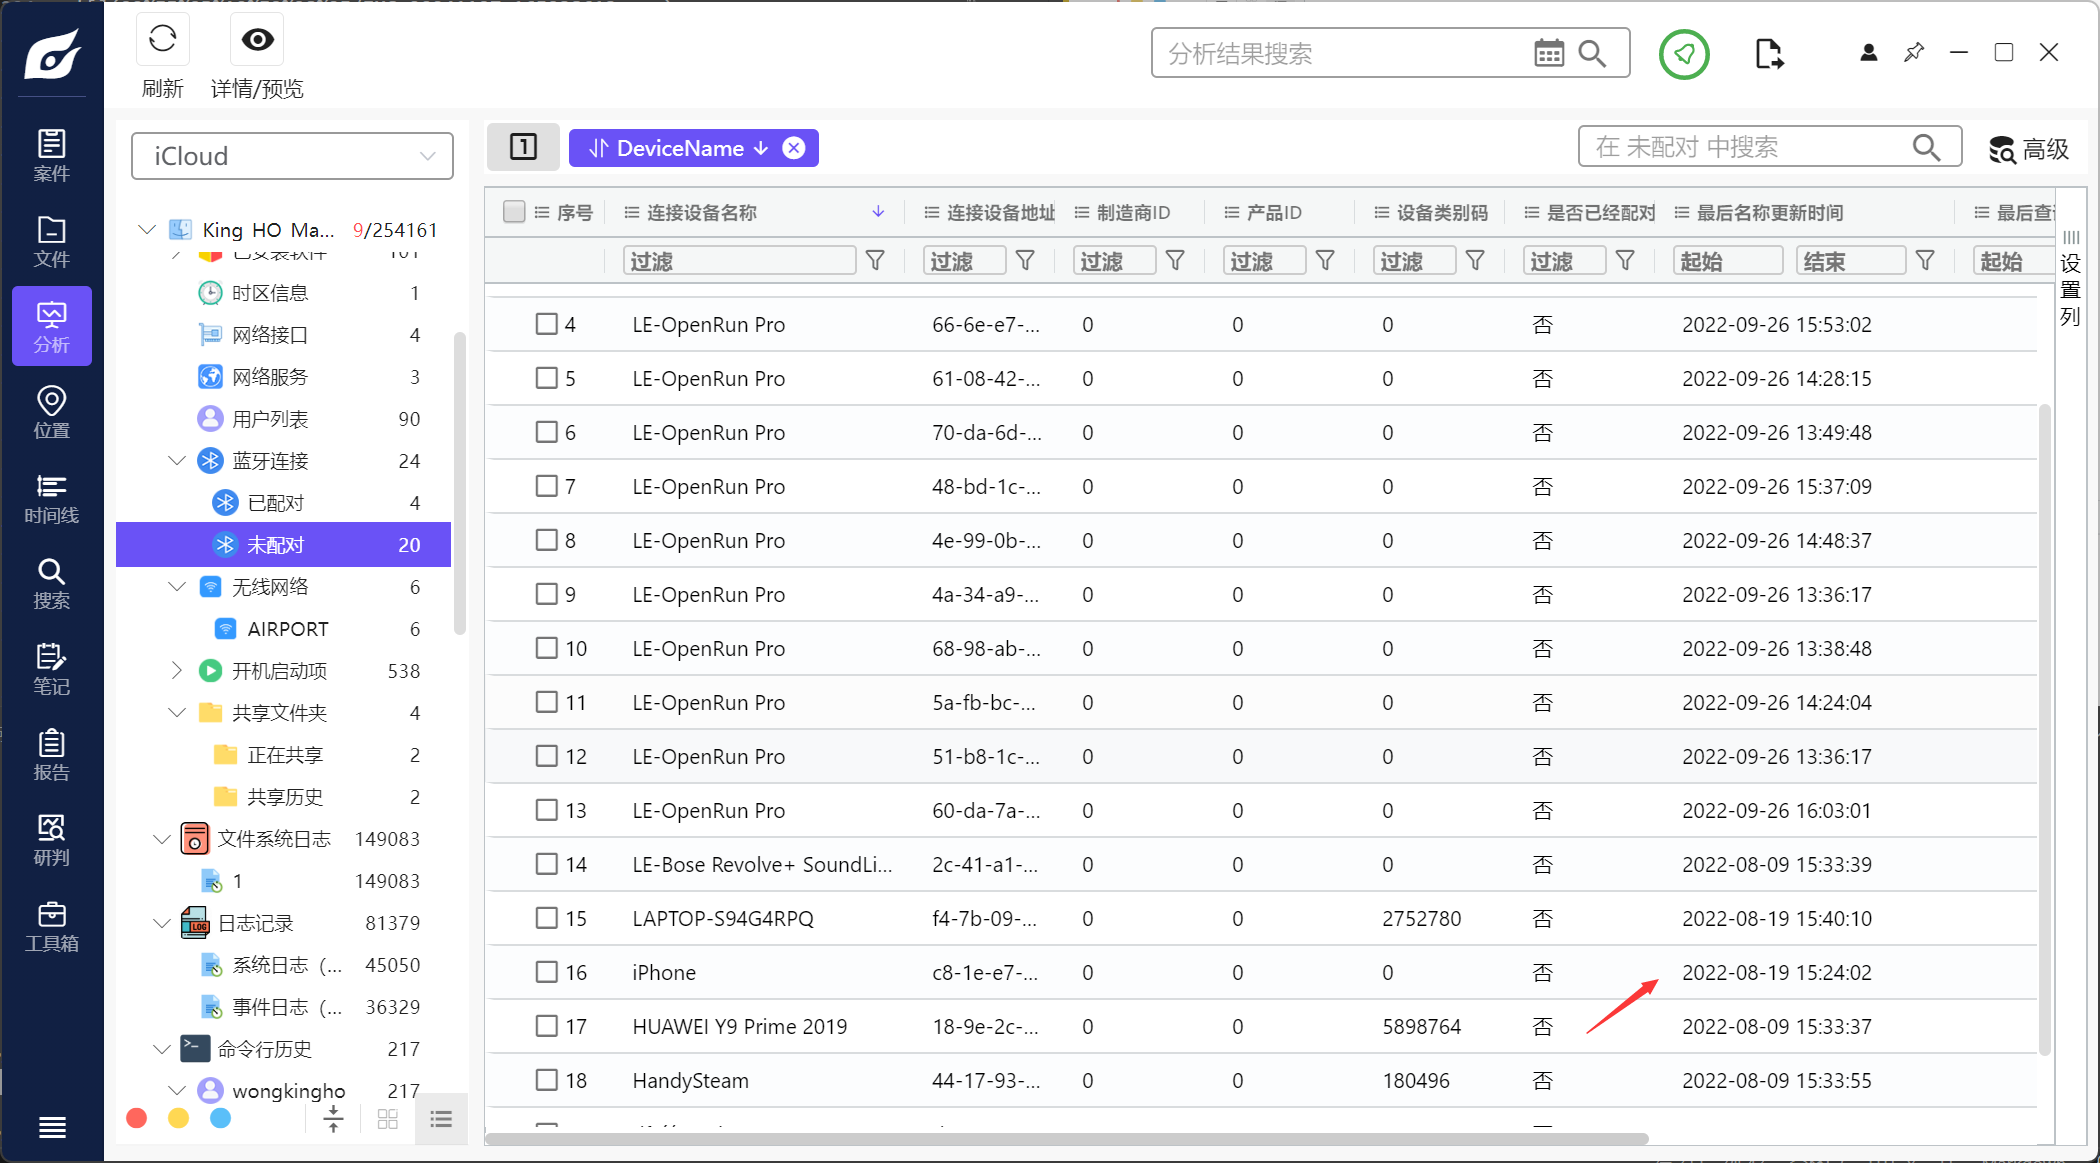 刷新
详情/预览
分析结果搜索
案件
文件
分析
位置
时间线
搜索
笔记
报告
研判
工具箱
iCloud
King HO Ma... 9/254161
已安装软件 101
时区信息 1
网络接口 4
网络服务 3
用户列表 90
蓝牙连接 24
已配对 4
未配对 20
无线网络 6
AIRPORT 6
开机启动项 538
共享文件夹 4
正在共享 2
共享历史 2
文件系统日志 149083
1 149083
日志记录 81379
系统日志（... 45050
事件日志（... 36329
命令行历史 217
wongkingho 217
1 DeviceName
在 未配对 中搜索
高级
序号 连接设备名称 连接设备地址 制造商ID 产品ID 设备类别码 是否已经配对 最后名称更新时间 最后查
过滤 过滤 过滤 过滤 过滤 过滤 起始 结束 起始
4 LE-OpenRun Pro 66-6e-e7-... 0 0 0 否 2022-09-26 15:53:02
5 LE-OpenRun Pro 61-08-42-... 0 0 0 否 2022-09-26 14:28:15
6 LE-OpenRun Pro 70-da-6d-... 0 0 0 否 2022-09-26 13:49:48
7 LE-OpenRun Pro 48-bd-1c-... 0 0 0 否 2022-09-26 15:37:09
8 LE-OpenRun Pro 4e-99-0b-... 0 0 0 否 2022-09-26 14:48:37
9 LE-OpenRun Pro 4a-34-a9-... 0 0 0 否 2022-09-26 13:36:17
10 LE-OpenRun Pro 68-98-ab-... 0 0 0 否 2022-09-26 13:38:48
11 LE-OpenRun Pro 5a-fb-bc-... 0 0 0 否 2022-09-26 14:24:04
12 LE-OpenRun Pro 51-b8-1c-... 0 0 0 否 2022-09-26 13:36:17
13 LE-OpenRun Pro 60-da-7a-... 0 0 0 否 2022-09-26 16:03:01
14 LE-Bose Revolve+ SoundLi... 2c-41-a1-... 0 0 0 否 2022-08-09 15:33:39
15 LAPTOP-S94G4RPQ f4-7b-09-... 0 0 2752780 否 2022-08-19 15:40:10
16 iPhone c8-1e-e7-... 0 0 0 否 2022-08-19 15:24:02
17 HUAWEI Y9 Prime 2019 18-9e-2c-... 0 0 5898764 否 2022-08-09 15:33:37
18 HandySteam 44-17-93-... 0 0 180496 否 2022-08-09 15:33:55
设置列